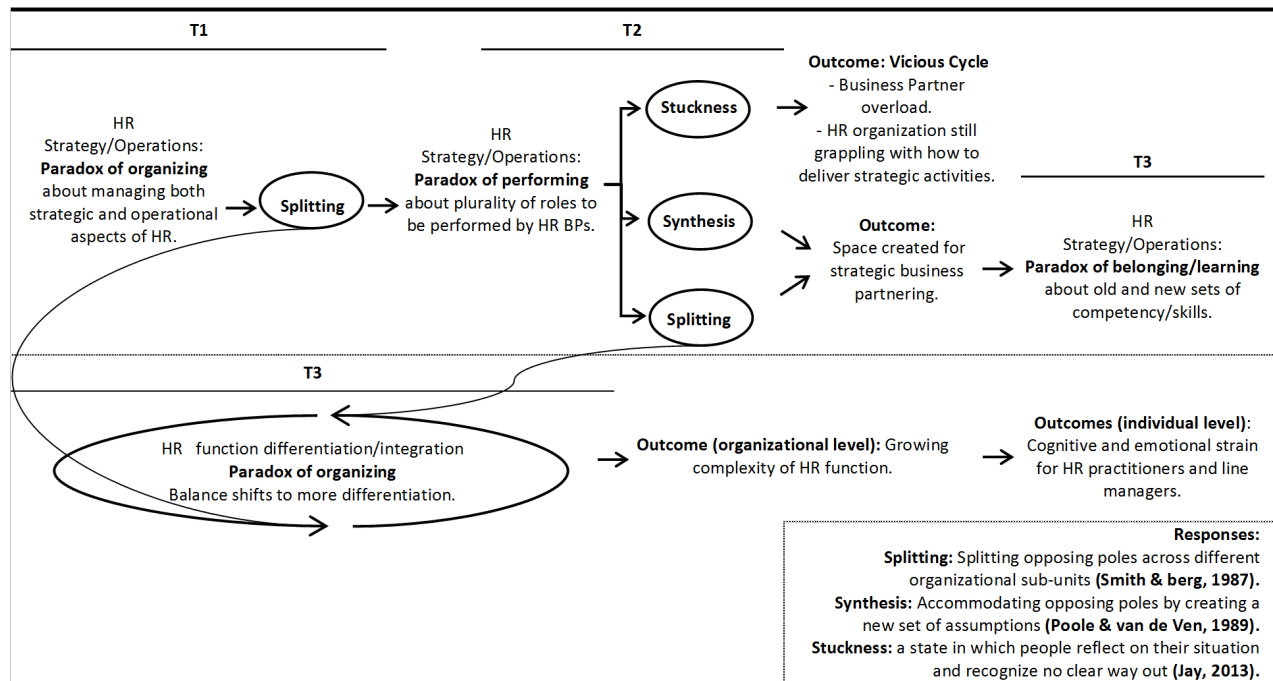 T1
HR
Strategy/Operations:
Paradox of organizing
about managing both
strategic and operational
aspects of HR.
Splitting
T2
HR
Strategy/Operations:
Paradox of performing
about plurality of roles to
be performed by HR BPs.
Stuckness
Synthesis
Splitting
Outcome: Vicious Cycle
- Business Partner
overload.
- HR organization still
grappling with how to
deliver strategic activities.
Outcome:
Space created for
strategic business
partnering.
T3
HR
Strategy/Operations:
Paradox of belonging/learning
about old and new sets of
competency/skills.
T3
HR function differentiation/integration
Paradox of organizing
Balance shifts to more differentiation.
Outcome (organizational level): Growing
complexity of HR function.
Outcomes (individual level):
Cognitive and emotional strain
for HR practitioners and line
managers.
Responses:
Splitting: Splitting opposing poles across different
organizational sub-units (Smith & berg, 1987).
Synthesis: Accommodating opposing poles by creating a
new set of assumptions (Poole & van de Ven, 1989).
Stuckness: a state in which people reflect on their situation
and recognize no clear way out (Jay, 2013).